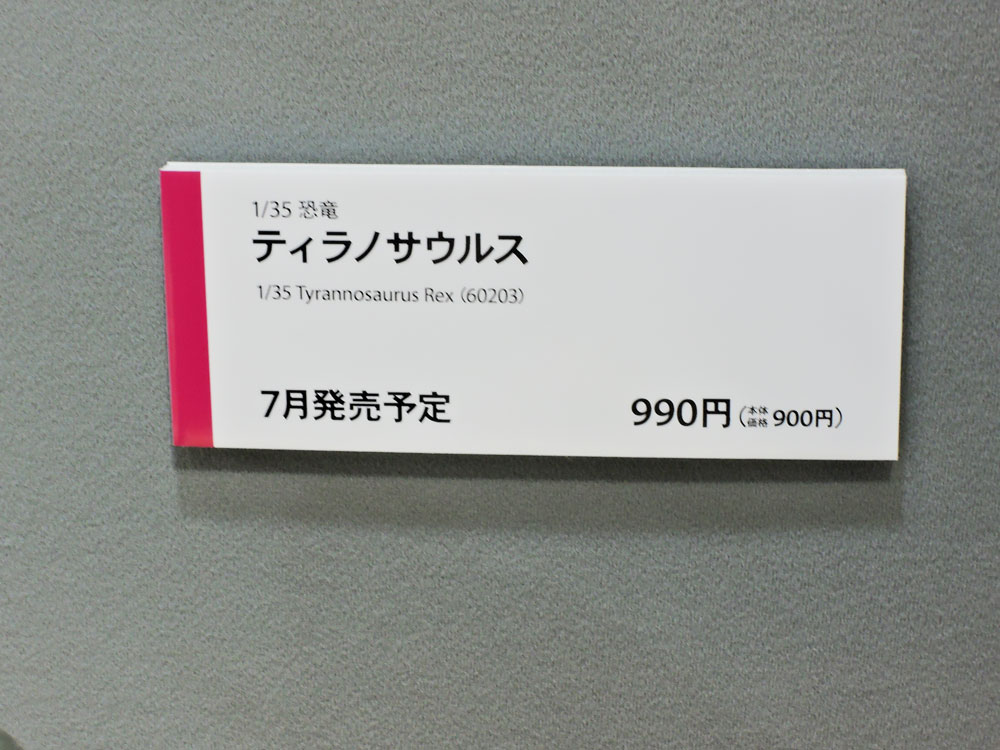 1/35 恐竜
ティラノサウルス
1/35 Tyrannosaurus Rex (60203)
7月発売予定
990円(本体価格 900円)